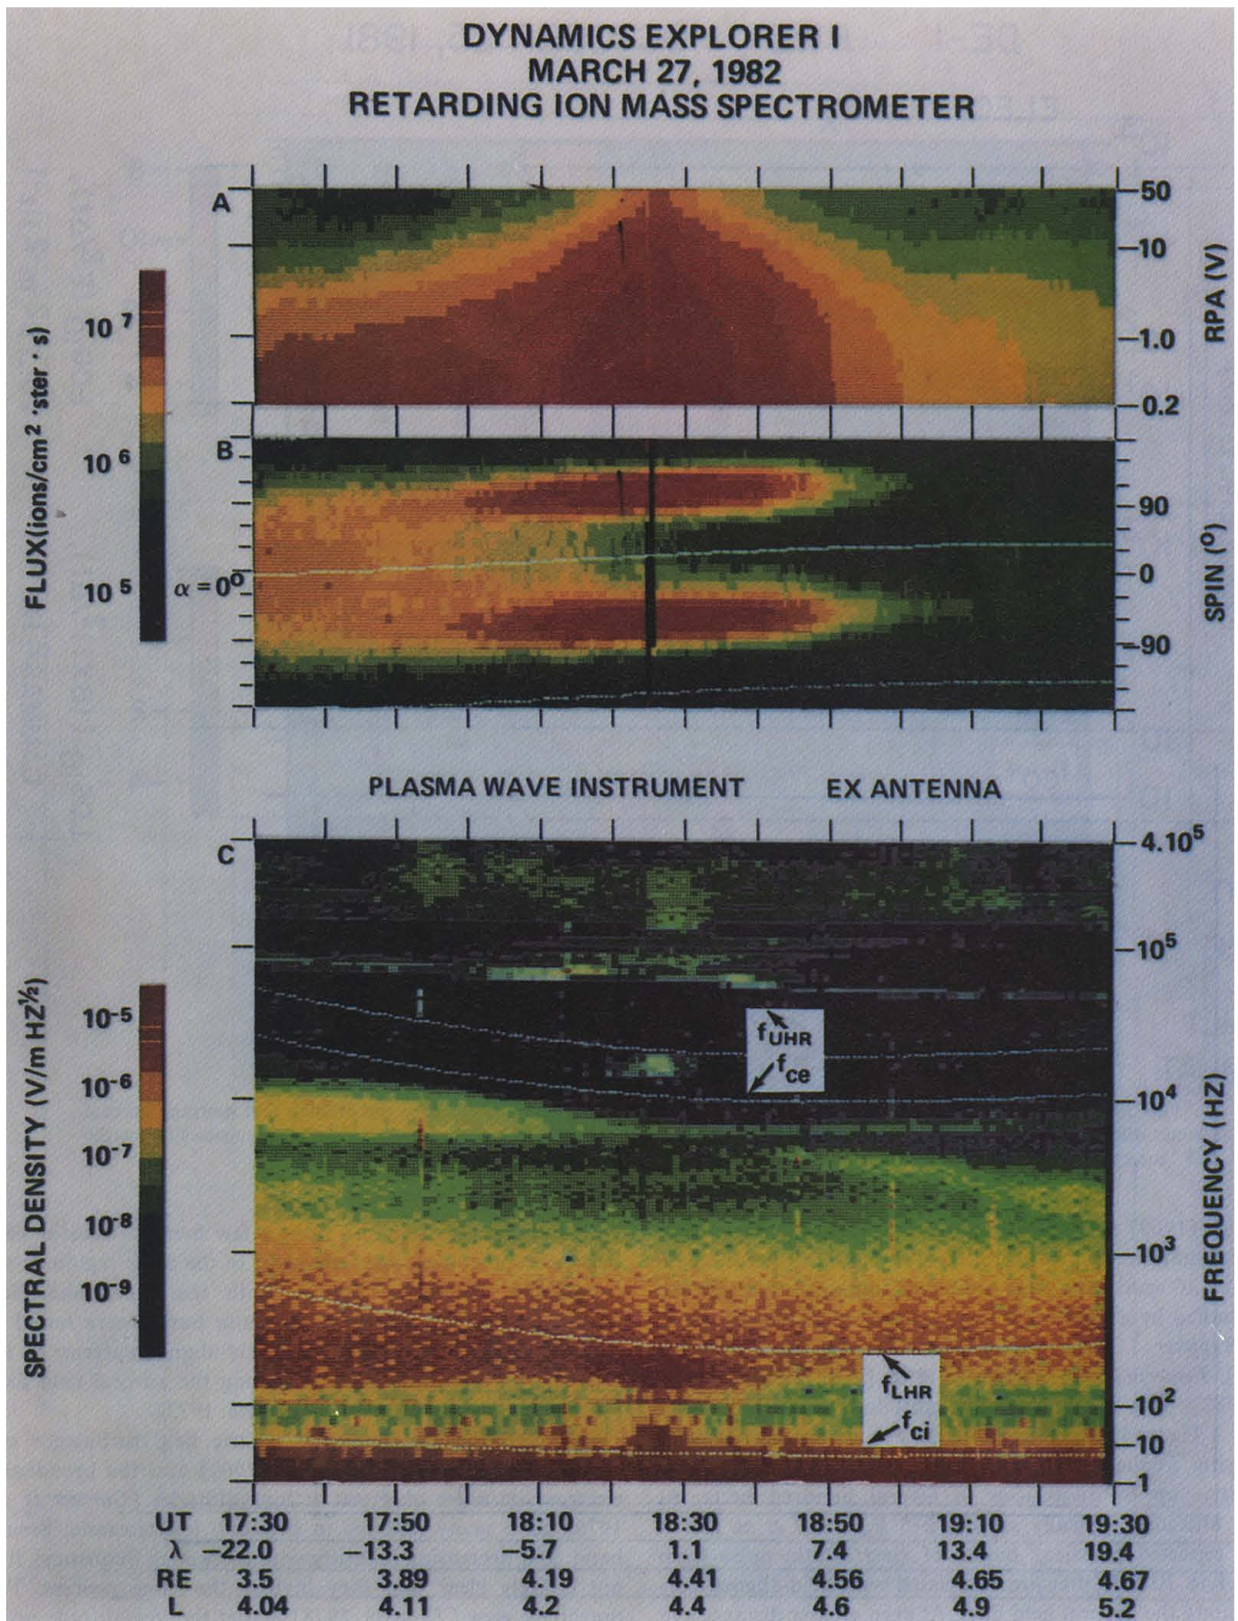 DYNAMICS EXPLORER I
MARCH 27, 1982
RETARDING ION MASS SPECTROMETER
A
50
10
1.0
0.2
RPA (V)
FLUX(ions/cm² ·ster · s)
10⁷
10⁶
10⁵
B
α = 0°
90
0
-90
SPIN (°)
PLASMA WAVE INSTRUMENT EX ANTENNA
C
4.10⁵
10⁵
10⁴
10³
10²
10
1
FREQUENCY (HZ)
SPECTRAL DENSITY (V/m HZ½)
10⁻⁵
10⁻⁶
10⁻⁷
10⁻⁸
10⁻⁹
fUHR
fce
fLHR
fci
UT 17:30 17:50 18:10 18:30 18:50 19:10 19:30
λ -22.0 -13.3 -5.7 1.1 7.4 13.4 19.4
RE 3.5 3.89 4.19 4.41 4.56 4.65 4.67
L 4.04 4.11 4.2 4.4 4.6 4.9 5.2